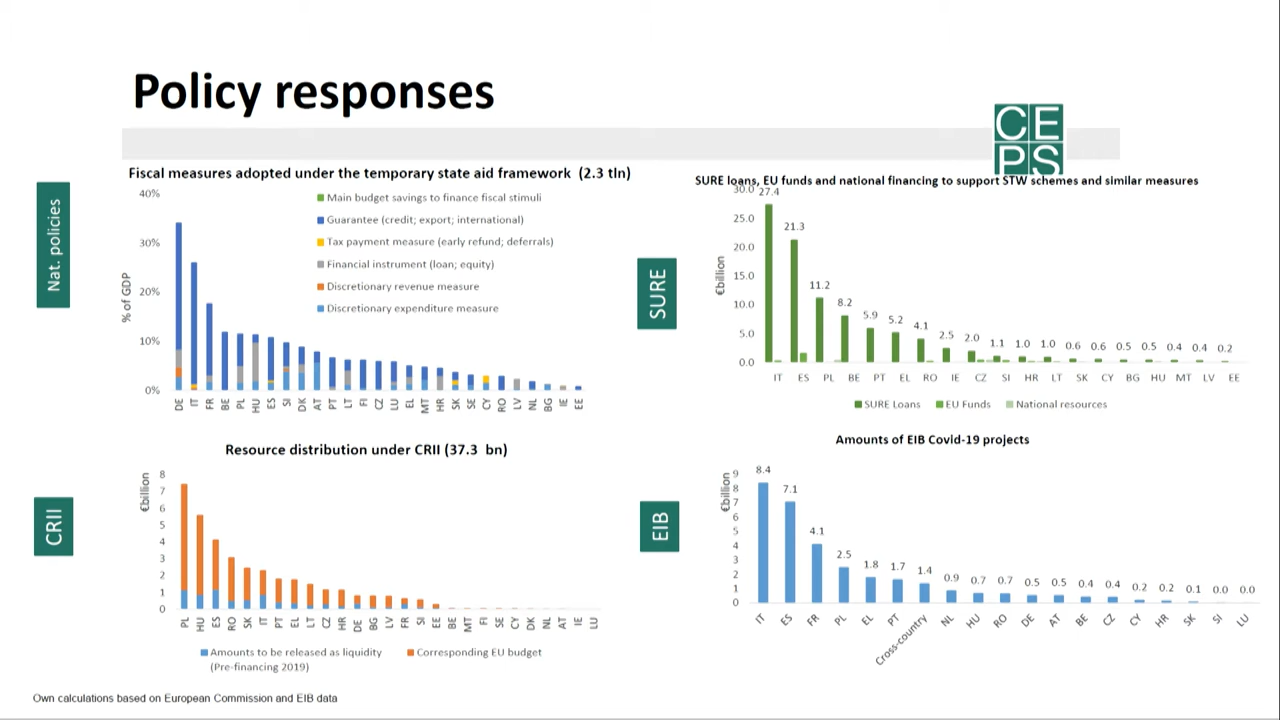 Policy responses
CE
PS
Nat. policies
Fiscal measures adopted under the temporary state aid framework (2.3 tln)
40%
30%
20%
10%
0%
% of GDP
Main budget savings to finance fiscal stimuli
Guarantee (credit; export; international)
Tax payment measure (early refund; deferrals)
Financial instrument (loan; equity)
Discretionary revenue measure
Discretionary expenditure measure
DE IT FR BE PL HU ES SI DK AT PT LT FI CZ LU EL MT HR SK SE CY RO LV NL BG IE EE
SURE
SURE loans, EU funds and national financing to support STW schemes and similar measures
€billion
30.0
25.0
20.0
15.0
10.0
5.0
0.0
27.4 21.3 11.2 8.2 5.9 5.2 4.1 2.5 2.0 1.1 1.0 1.0 0.6 0.6 0.5 0.5 0.4 0.4 0.2
IT ES PL BE PT EL RO IE CZ SI HR LT SK CY BG HU MT LV EE
SURE Loans EU Funds National resources
CRII
Resource distribution under CRII (37.3 bn)
€billion
8
7
6
5
4
3
2
1
0
PL HU ES RO SK IT PT EL LT CZ HR DE BG LV FR SI EE BE MT FI SE CY DK NL AT IE LU
Amounts to be released as liquidity Corresponding EU budget
(Pre-financing 2019)
EIB
Amounts of EIB Covid-19 projects
€billion
9
8
7
6
5
4
3
2
1
0
8.4 7.1 4.1 2.5 1.8 1.7 1.4 0.9 0.7 0.7 0.5 0.5 0.4 0.4 0.2 0.2 0.1 0.0 0.0
IT ES FR PL EL PT Cross-country NL HU RO DE AT BE CZ CY HR SK SI LU
Own calculations based on European Commission and EIB data